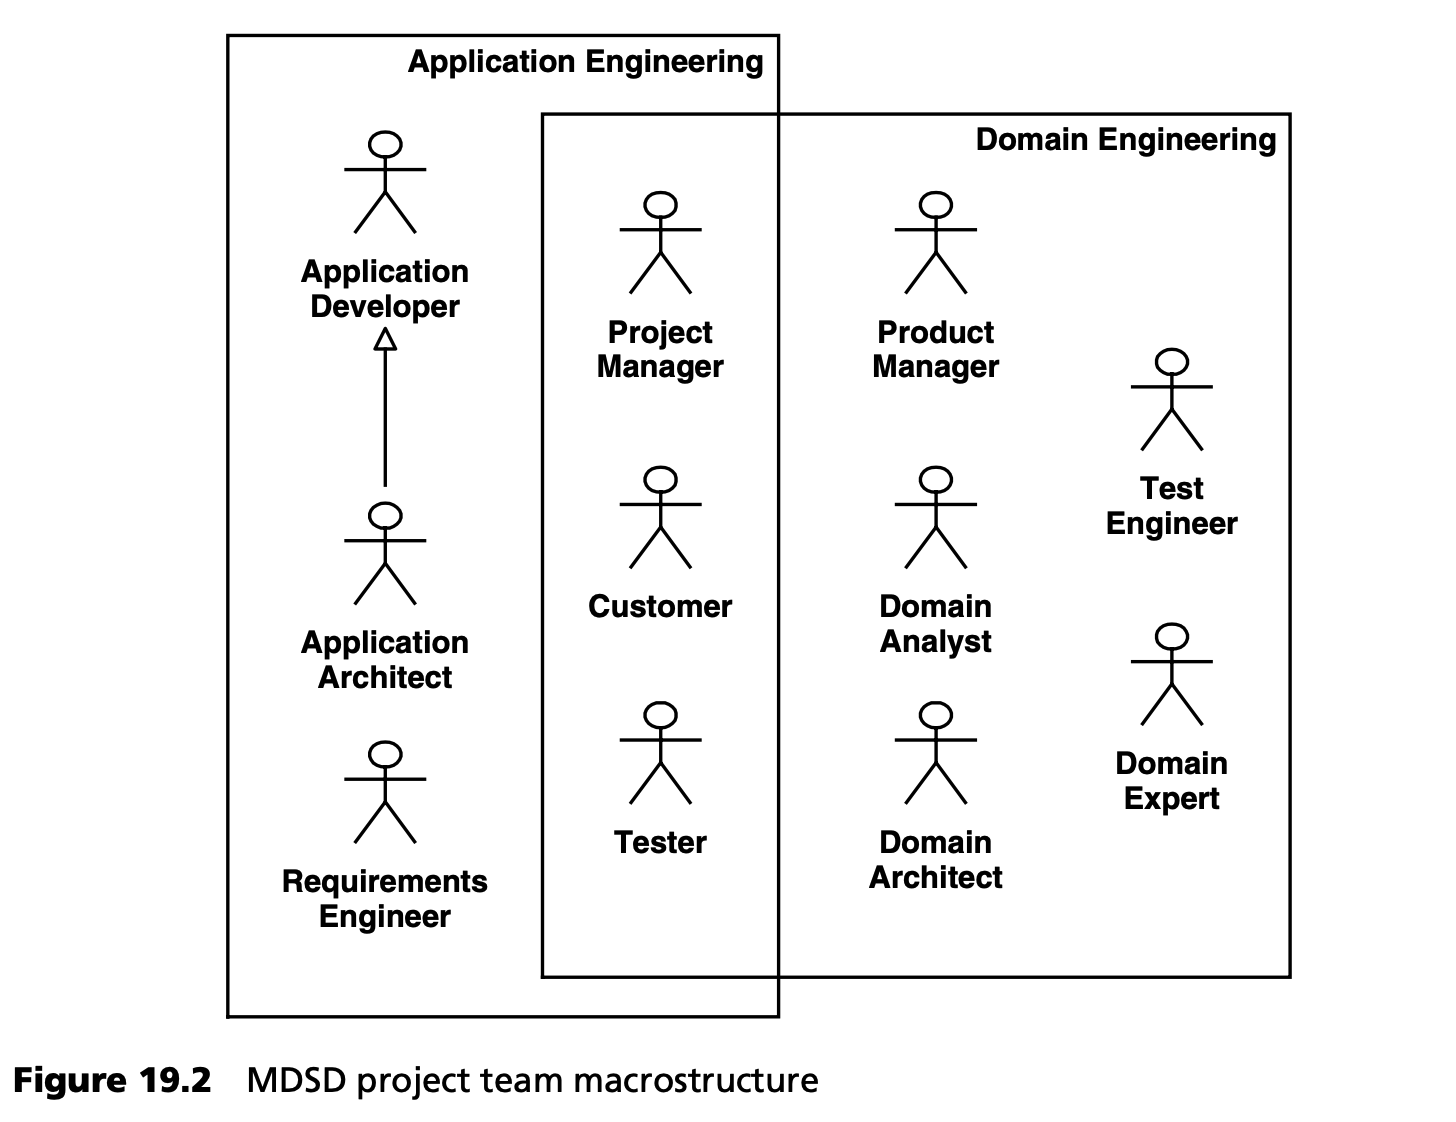 Application Engineering
Domain Engineering
Application
Developer
Project
Manager
Product
Manager
Test
Engineer
Customer
Domain
Analyst
Application
Architect
Domain
Expert
Tester
Domain
Architect
Requirements
Engineer
Figure 19.2 MDSD project team macrostructure